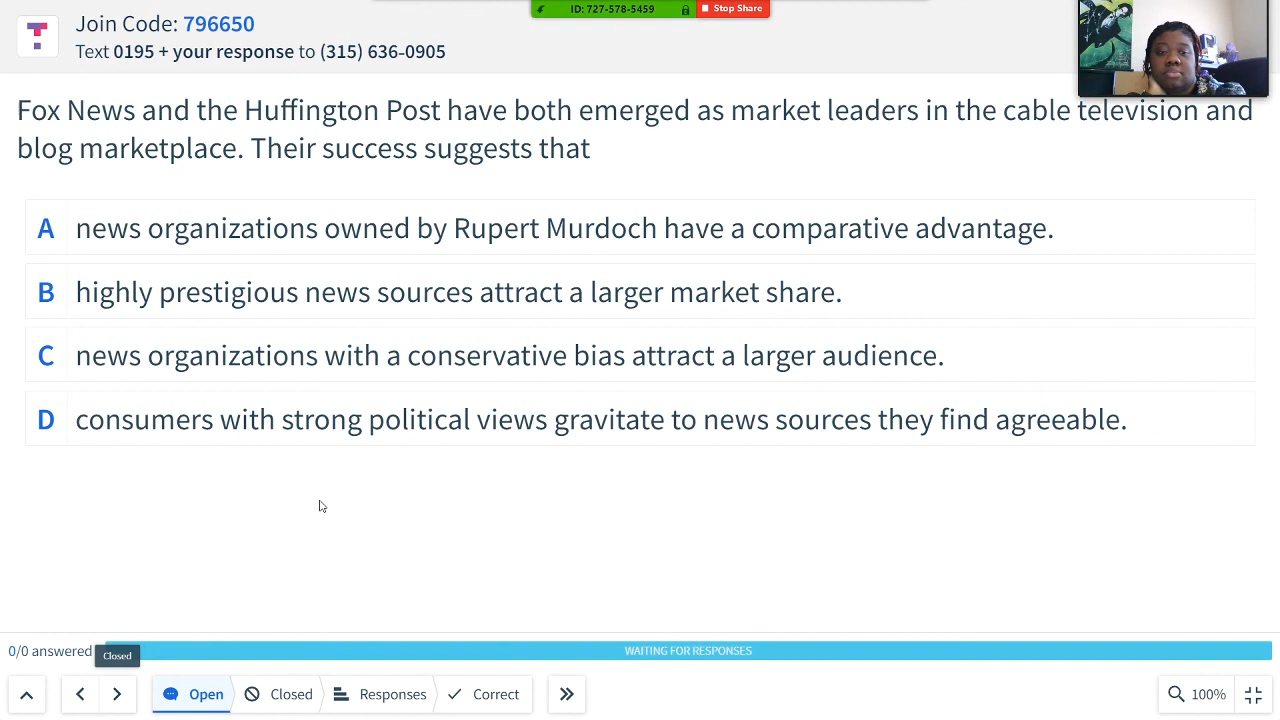 Join Code: 796650
Text 0195 + your response to (315) 636-0905
ID: 727-578-5459
Stop Share
Fox News and the Huffington Post have both emerged as market leaders in the cable television and
blog marketplace. Their success suggests that
A news organizations owned by Rupert Murdoch have a comparative advantage.
B highly prestigious news sources attract a larger market share.
C news organizations with a conservative bias attract a larger audience.
D consumers with strong political views gravitate to news sources they find agreeable.
0/0 answered
Closed
WAITING FOR RESPONSES
Open
Closed
Responses
Correct
100%